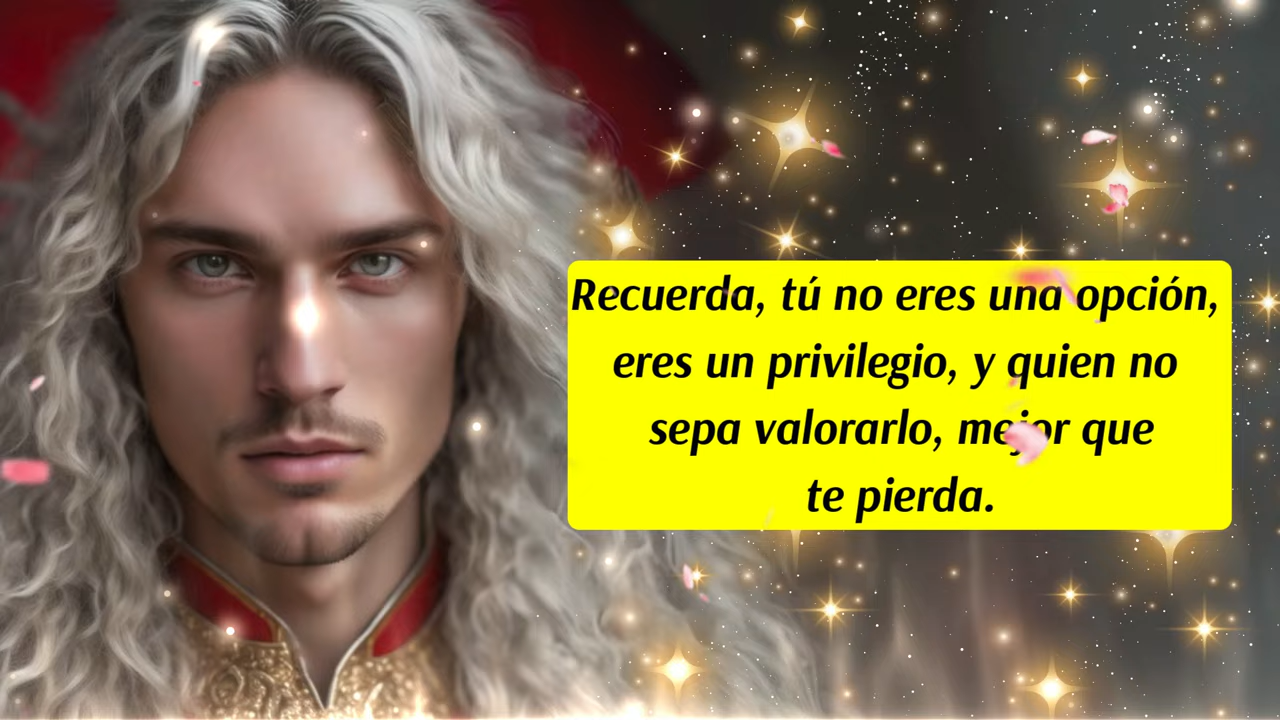 Recuerda, tú no eres una opción,
eres un privilegio, y quien no
sepa valorarlo, mejor que
te pierda.